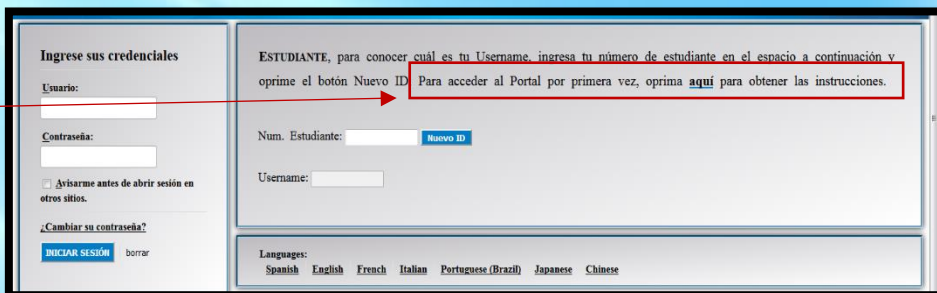 Ingrese sus credenciales
Usuario:
Contraseña:
Avisarme antes de abrir sesión en
otros sitios.
¿Cambiar su contraseña?
INICIAR SESIÓN borrar
ESTUDIANTE, para conocer cuál es tu Username, ingresa tu número de estudiante en el espacio a continuación y
oprime el botón Nuevo ID. Para acceder al Portal por primera vez, oprima aquí para obtener las instrucciones.
Num. Estudiante: Nuevo ID
Username:
Languages:
Spanish English French Italian Portuguese (Brazil) Japanese Chinese